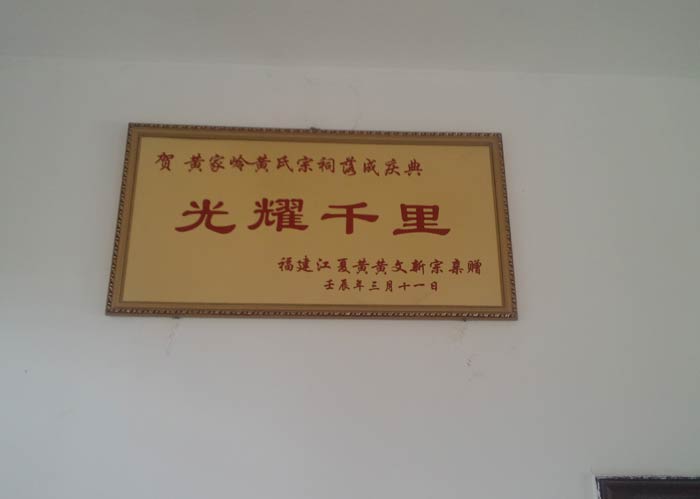 贺 黄家岭黄氏宗祠落成庆典
光耀千里
福建江夏黄黄文新宗亲赠
壬辰年三月十一日